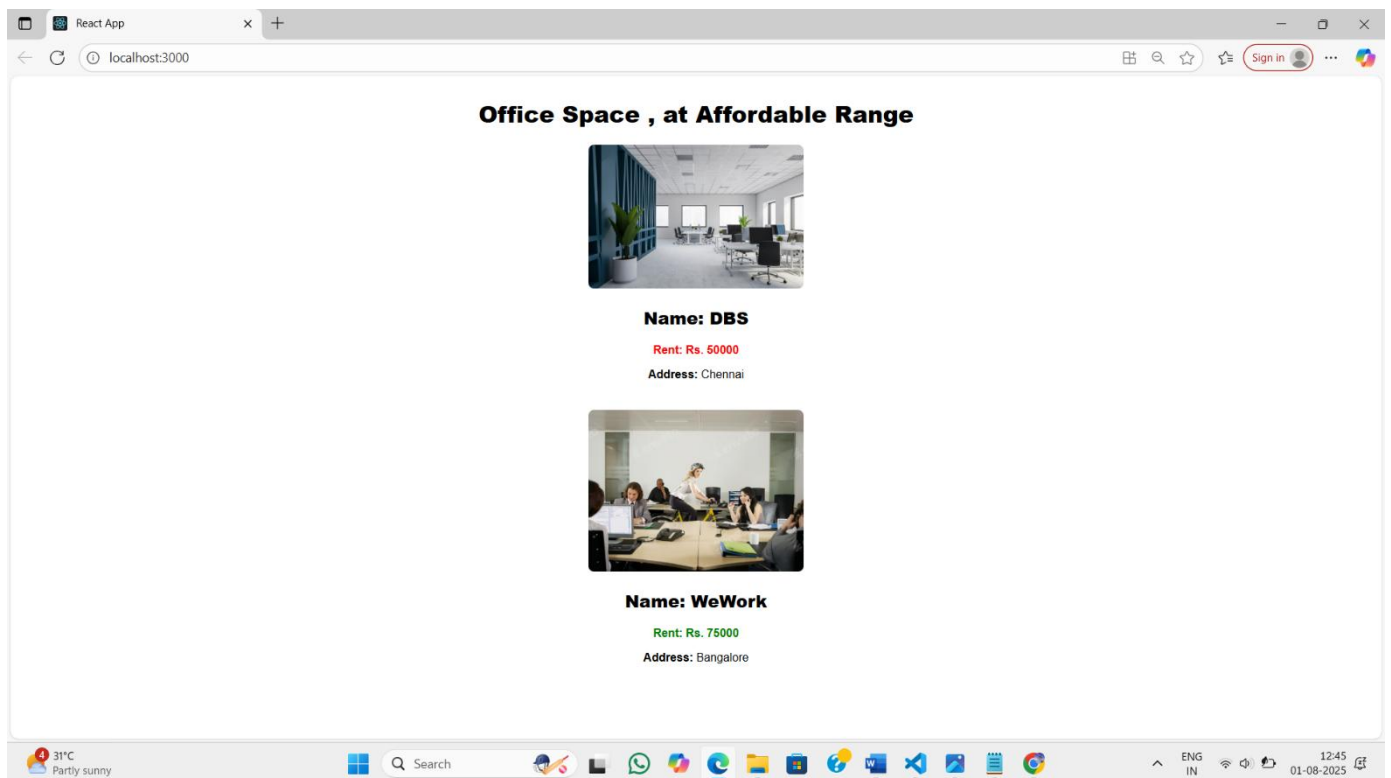 React App
localhost:3000
Sign in
Office Space , at Affordable Range
Name: DBS
Rent: Rs. 50000
Address: Chennai
Name: WeWork
Rent: Rs. 75000
Address: Bangalore
4
31°C
Partly sunny
Search
ENG
IN
12:45
01-08-2025